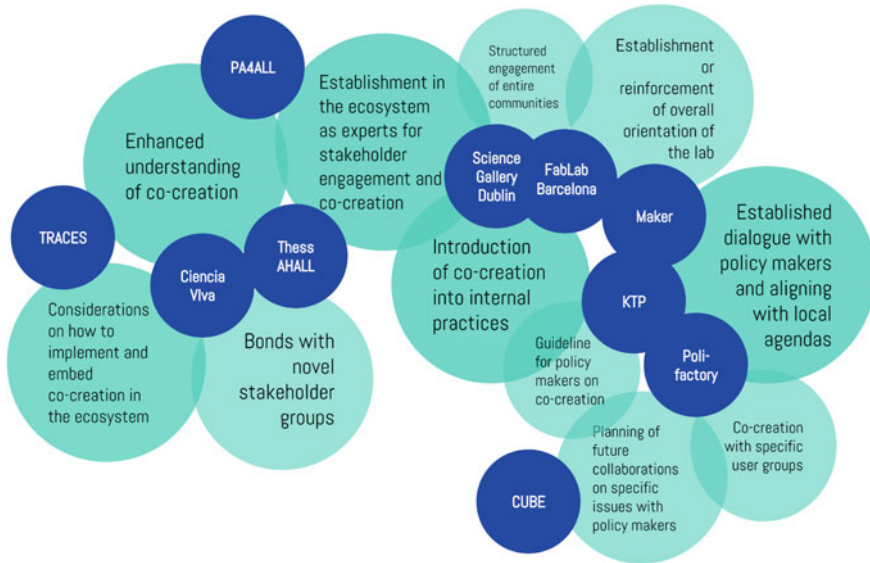 PA4ALL
Enhanced
understanding
of co-creation
Establishment in
the ecosystem
as experts for
stakeholder
engagement and
co-creation
Structured
engagement
of entire
communities
Establishment
or
reinforcement
of overall
orientation of
the lab
Science
Gallery
Dublin
FabLab
Barcelona
Maker
TRACES
Ciencia
VIva
Thess
AHALL
Introduction
of co-creation
into internal
practices
Established
dialogue with
policy makers
and aligning
with local
agendas
KTP
Considerations
on how to
implement and
embed
co-creation in
the ecosystem
Bonds with
novel
stakeholder
groups
Guideline
for policy
makers on
co-creation
Poli-
factory
CUBE
Planning of
future
collaborations
on specific
issues with
policy makers
Co-creation
with specific
user groups